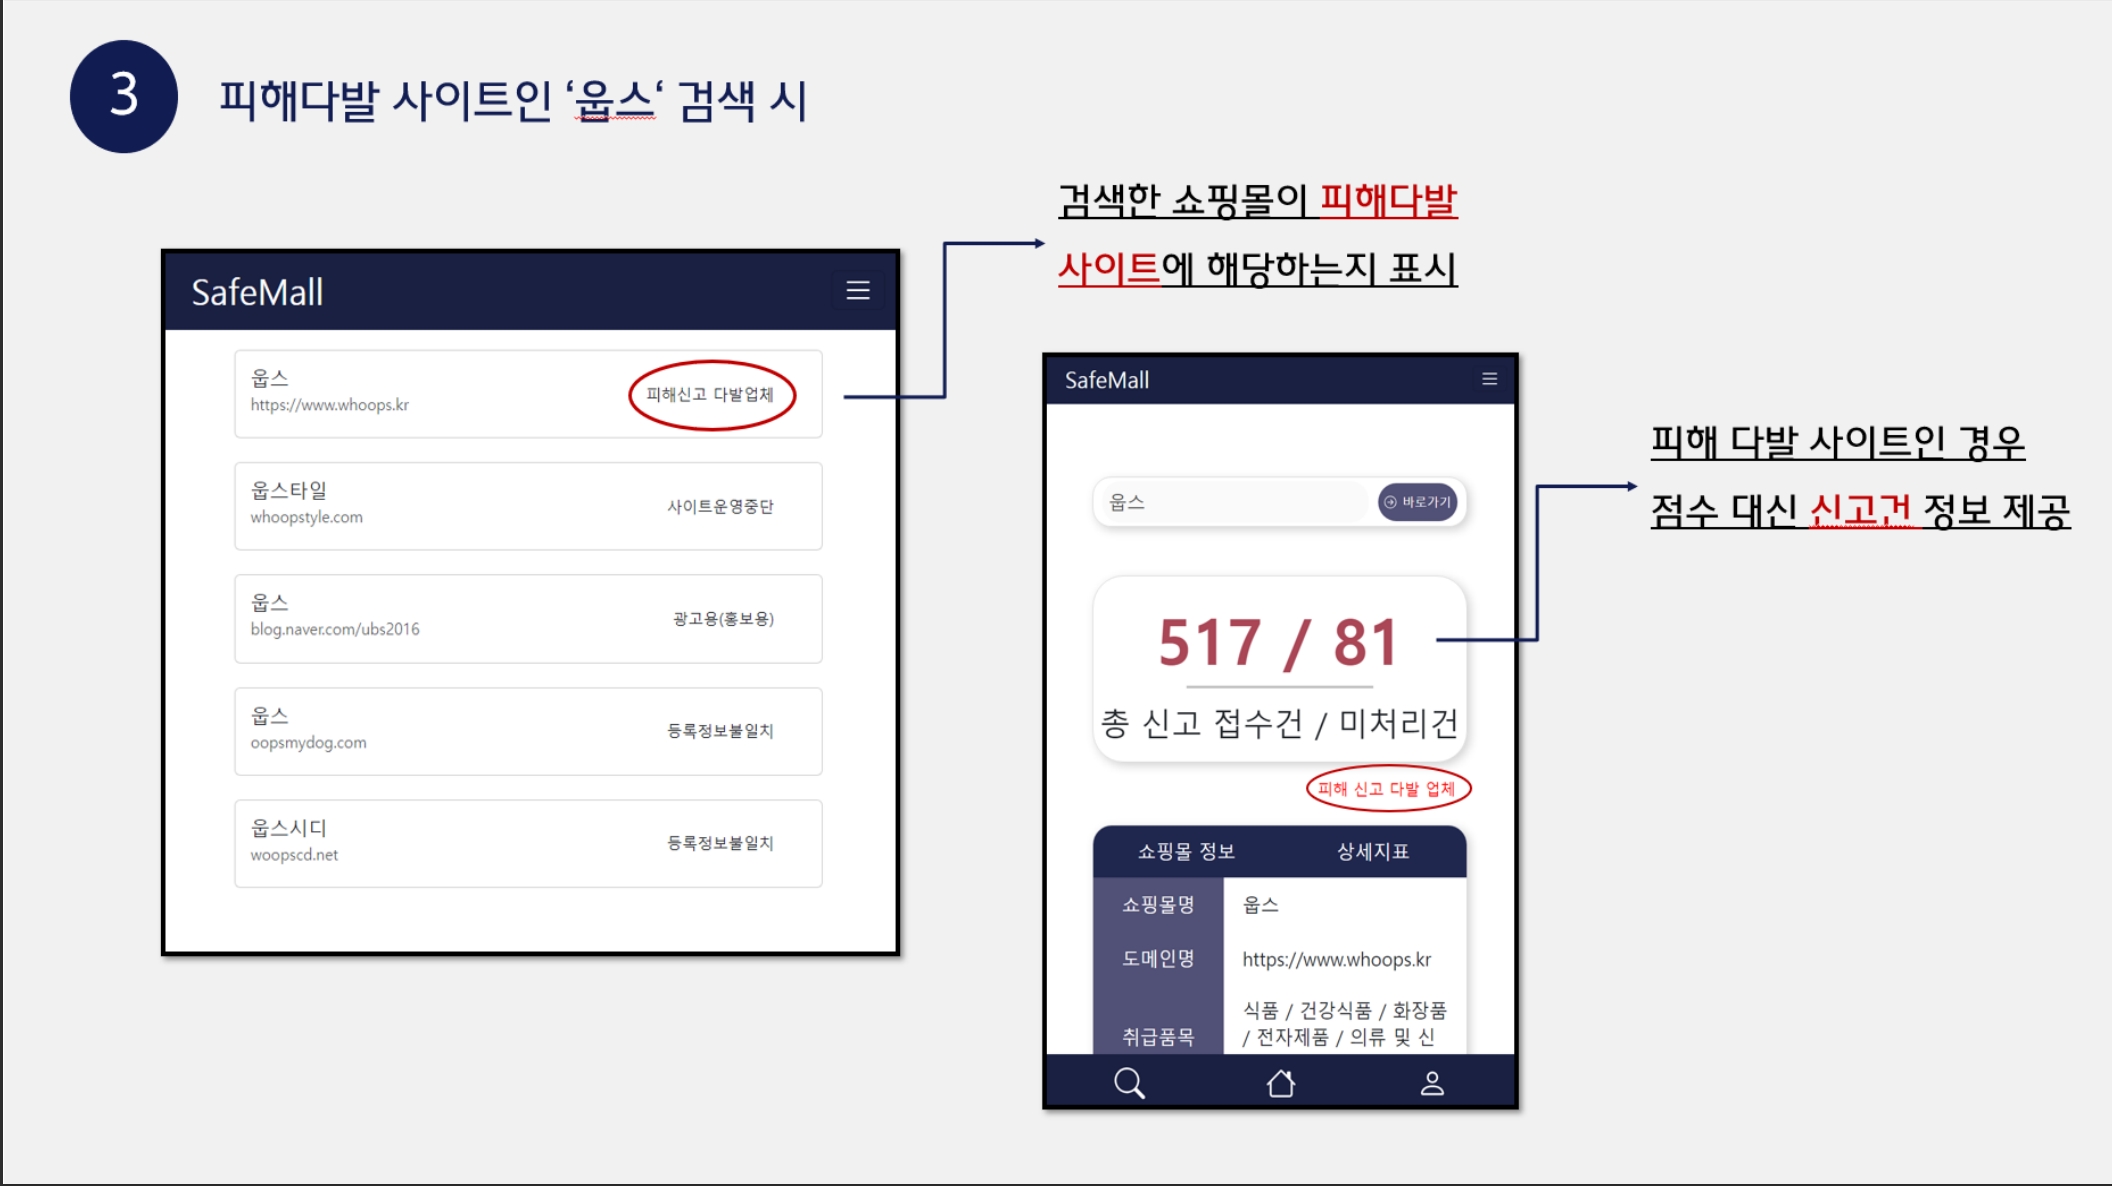 3
피해다발 사이트인 ‘웁스‘ 검색 시
검색한 쇼핑몰이 피해다발
사이트에 해당하는지 표시
SafeMall
웁스
https://www.whoops.kr
피해신고 다발업체
웁스타일
whoopstyle.com
사이트운영중단
웁스
blog.naver.com/ubs2016
광고용(홍보용)
웁스
oopsmydog.com
등록정보불일치
웁스시디
woopscd.net
등록정보불일치
SafeMall
웁스
바로가기
517 / 81
총 신고 접수건 / 미처리건
피해 신고 다발 업체
쇼핑몰 정보 상세지표
쇼핑몰명 웁스
도메인명 https://www.whoops.kr
취급품목
식품 / 건강식품 / 화장품
/ 전자제품 / 의류 및 신
피해 다발 사이트인 경우
점수 대신 신고건 정보 제공